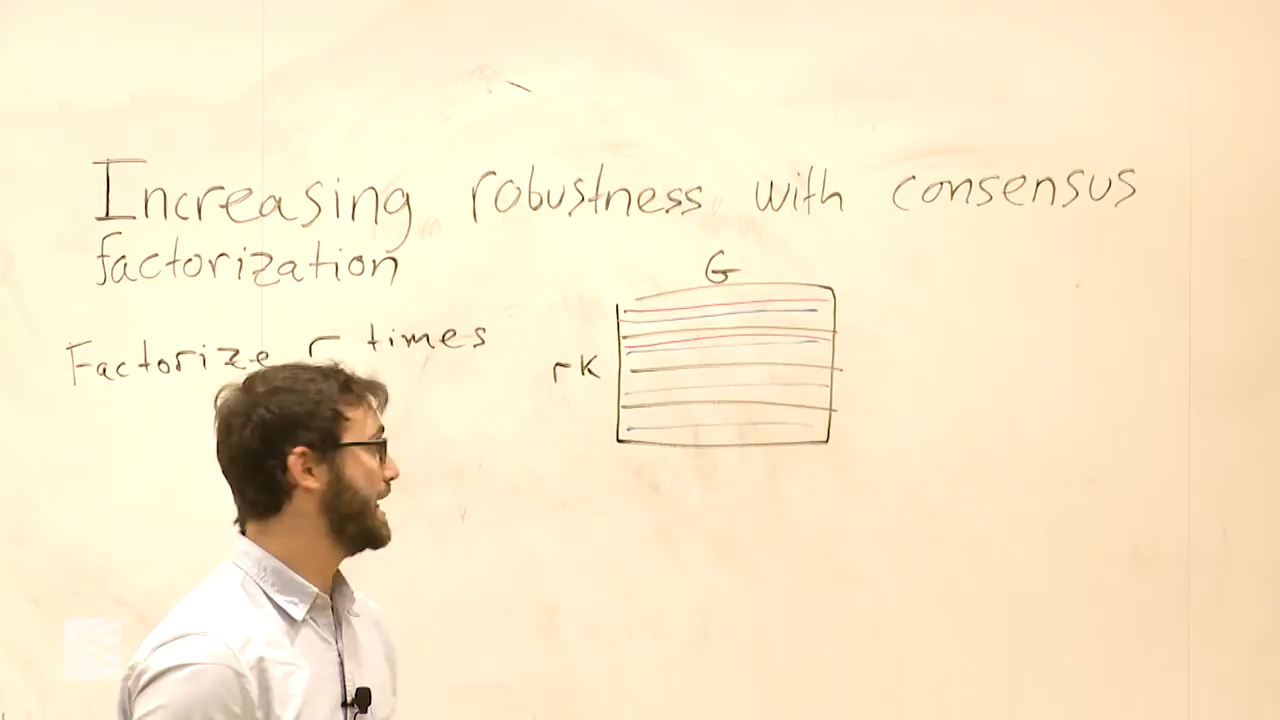 Increasing robustness with consensus
factorization
G
Factorize r times
rK